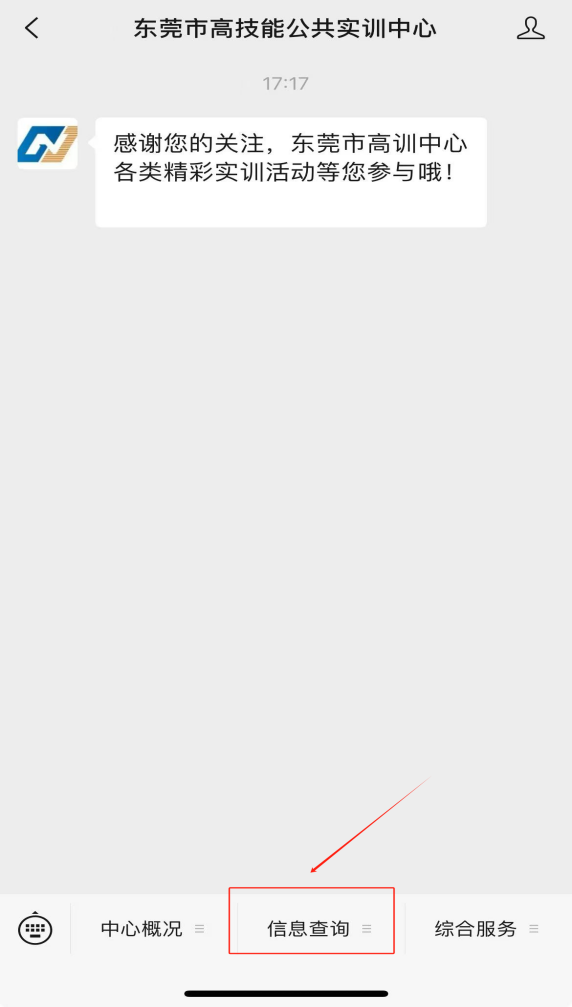 东莞市高技能公共实训中心
17:17
感谢您的关注，东莞市高训中心
各类精彩实训活动等您参与哦！
中心概况
信息查询
综合服务